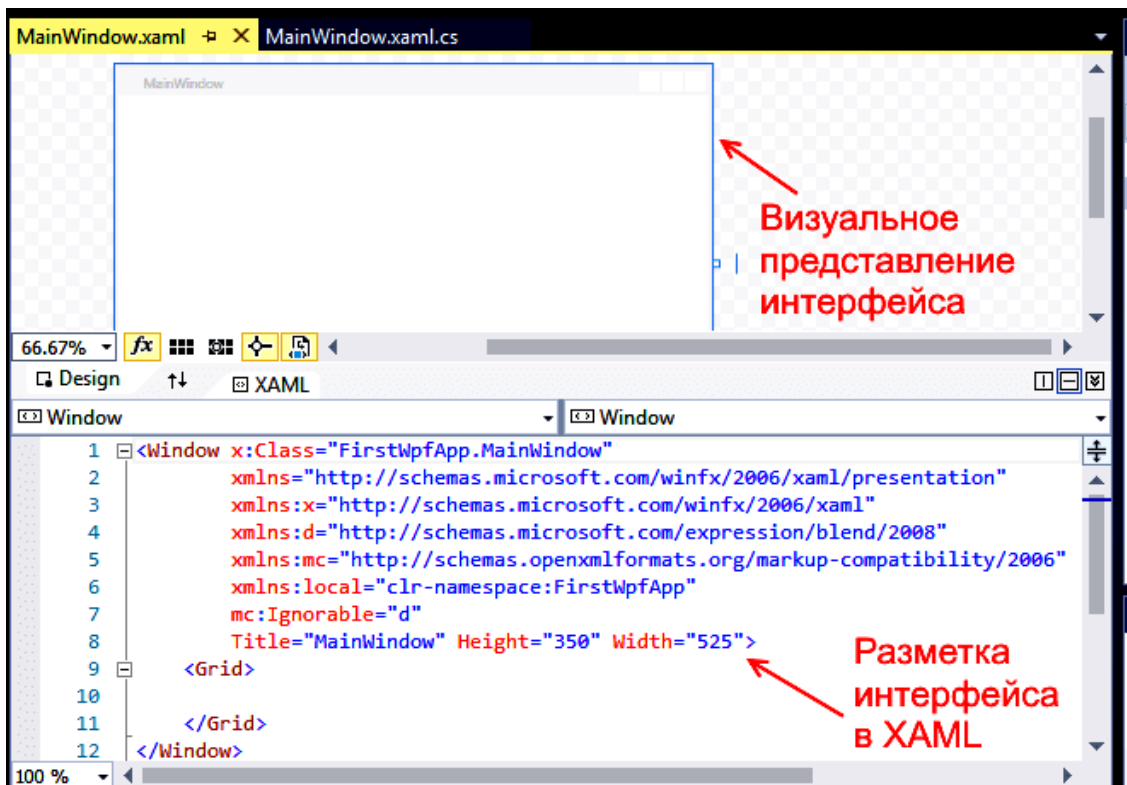 MainWindow.xaml MainWindow.xaml.cs
MainWindow
Визуальное
представление
интерфейса
66.67% fx
Design XAML
Window Window
1 <Window x:Class="FirstWpfApp.MainWindow"
2 xmlns="http://schemas.microsoft.com/winfx/2006/xaml/presentation"
3 xmlns:x="http://schemas.microsoft.com/winfx/2006/xaml"
4 xmlns:d="http://schemas.microsoft.com/expression/blend/2008"
5 xmlns:mc="http://schemas.openxmlformats.org/markup-compatibility/2006"
6 xmlns:local="clr-namespace:FirstWpfApp"
7 mc:Ignorable="d"
8 Title="MainWindow" Height="350" Width="525">
9 <Grid>
10
11 </Grid>
12 </Window>
Разметка
интерфейса
в XAML
100 %